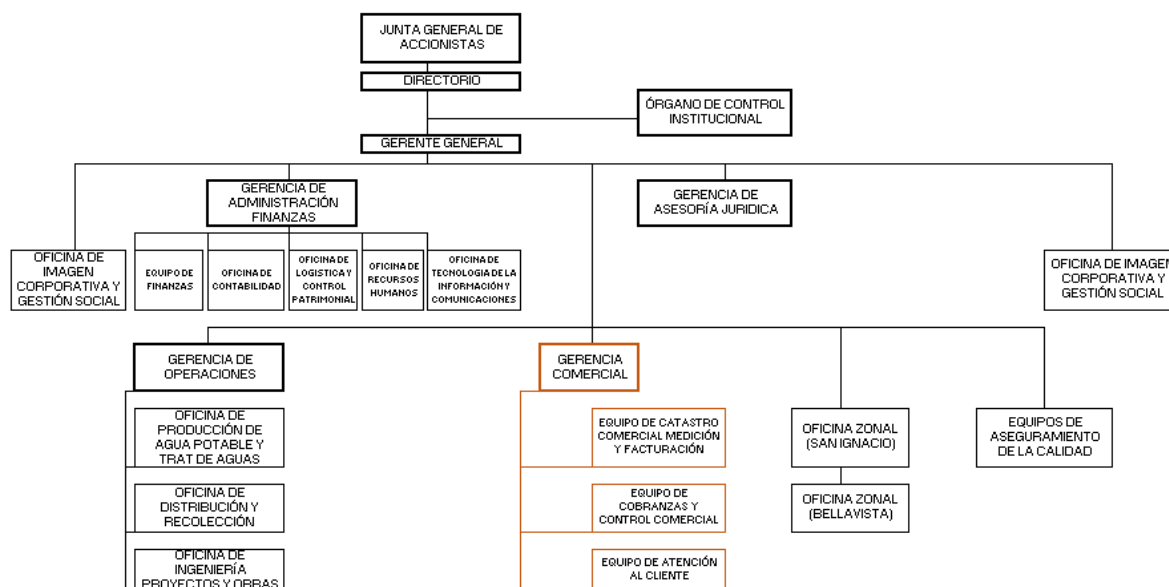 JUNTA GENERAL DE
ACCIONISTAS
DIRECTORIO
ÓRGANO DE CONTROL
INSTITUCIONAL
GERENTE GENERAL
GERENCIA DE
ADMINISTRACIÓN
FINANZAS
GERENCIA DE
ASESORÍA JURIDICA
OFICINA DE
IMAGEN
CORPORATIVA Y
GESTIÓN SOCIAL
EQUIPO DE
FINANZAS
OFICINA DE
CONTABILIDAD
OFICINA DE
LOGISTICA Y
CONTROL
PATRIMONIAL
OFICINA DE
RECURSOS
HUMANOS
OFICINA DE
TECNOLOGIA DE LA
INFORMACIÓN Y
COMUNICACIONES
OFICINA DE IMAGEN
CORPORATIVA Y
GESTIÓN SOCIAL
GERENCIA DE
OPERACIONES
GERENCIA
COMERCIAL
OFICINA DE
PRODUCCIÓN DE
AGUA POTABLE Y
TRAT DE AGUAS
EQUIPO DE CATASTRO
COMERCIAL MEDICIÓN
Y FACTURACIÓN
OFICINA ZONAL
(SAN IGNACIO)
EQUIPOS DE
ASEGURAMIENTO
DE LA CALIDAD
OFICINA DE
DISTRIBUCIÓN Y
RECOLECCIÓN
EQUIPO DE
COBRANZAS Y
CONTROL COMERCIAL
OFICINA ZONAL
(BELLAVISTA)
OFICINA DE
INGENIERÍA
PROYECTOS Y OBRAS
EQUIPO DE ATENCIÓN
AL CLIENTE